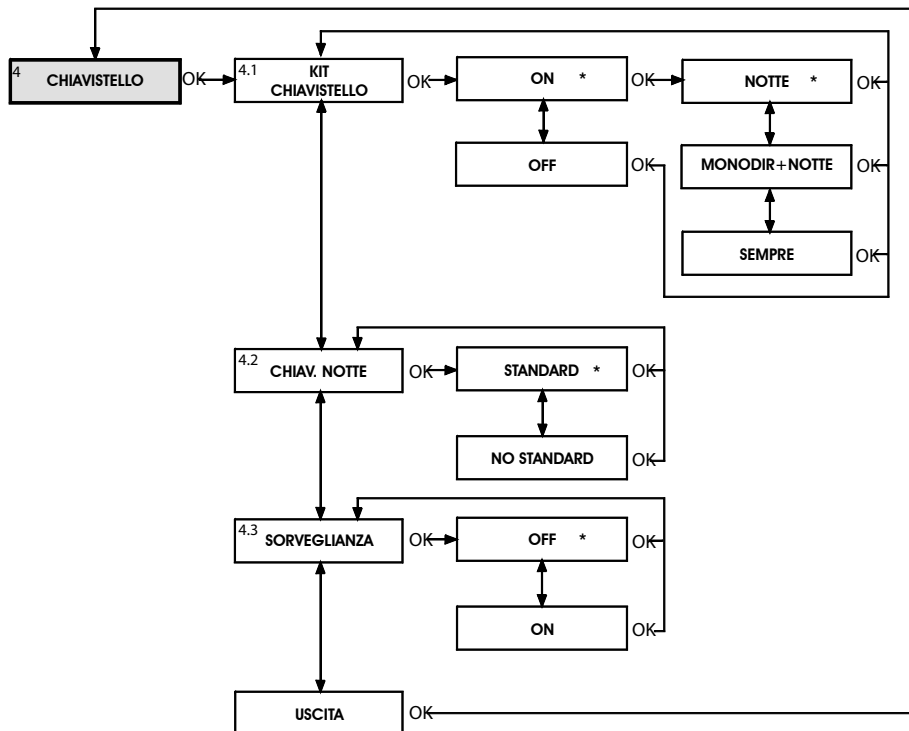 4 CHIAVISTELLO OK
4.1 KIT CHIAVISTELLO OK
ON * OK
NOTTE * OK
OFF OK
MONODIR+NOTTE OK
SEMPRE OK
4.2 CHIAV. NOTTE OK
STANDARD * OK
NO STANDARD OK
4.3 SORVEGLIANZA OK
OFF * OK
ON OK
USCITA OK